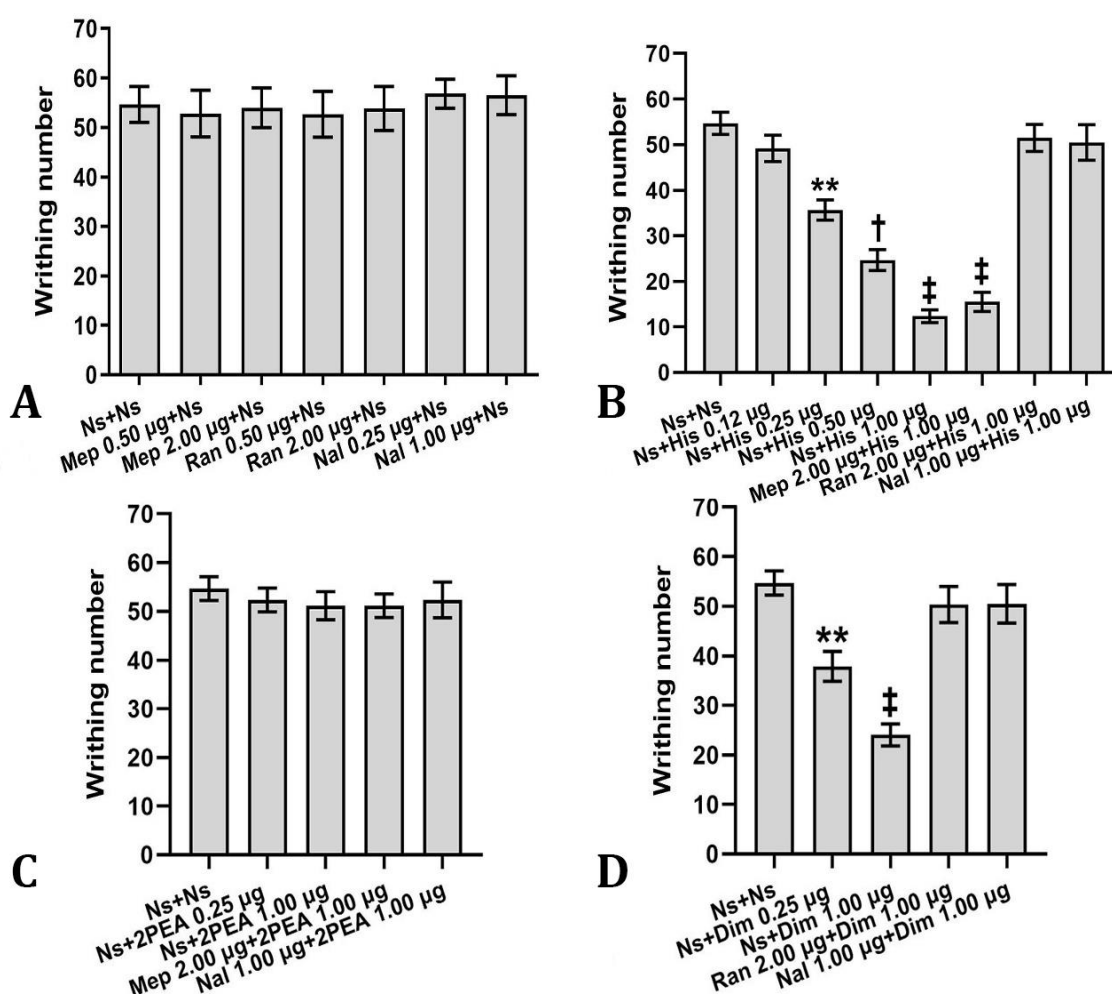 70
60
50
40
30
20
10
0
Writhing number
Ns+Ns
Mep 0.50 µg+Ns
Mep 2.00 µg+Ns
Ran 0.50 µg+Ns
Ran 2.00 µg+Ns
Nal 0.25 µg+Ns
Nal 1.00 µg+Ns
A
70
60
50
40
30
20
10
0
Writhing number
**
†
‡
‡
Ns+Ns
Ns+His 0.12 µg
Ns+His 0.25 µg
Ns+His 0.50 µg
Ns+His 1.00 µg
Mep 2.00 µg+His 1.00 µg
Ran 2.00 µg+His 1.00 µg
Nal 1.00 µg+His 1.00 µg
B
70
60
50
40
30
20
10
0
Writhing number
Ns+Ns
Ns+2PEA 0.25 µg
Ns+2PEA 1.00 µg
Mep 2.00 µg+2PEA 1.00 µg
Nal 1.00 µg+2PEA 1.00 µg
C
70
60
50
40
30
20
10
0
Writhing number
**
‡
Ns+Ns
Ns+Dim 0.25 µg
Ns+Dim 1.00 µg
Ran 2.00 µg+Dim 1.00 µg
Nal 1.00 µg+Dim 1.00 µg
D